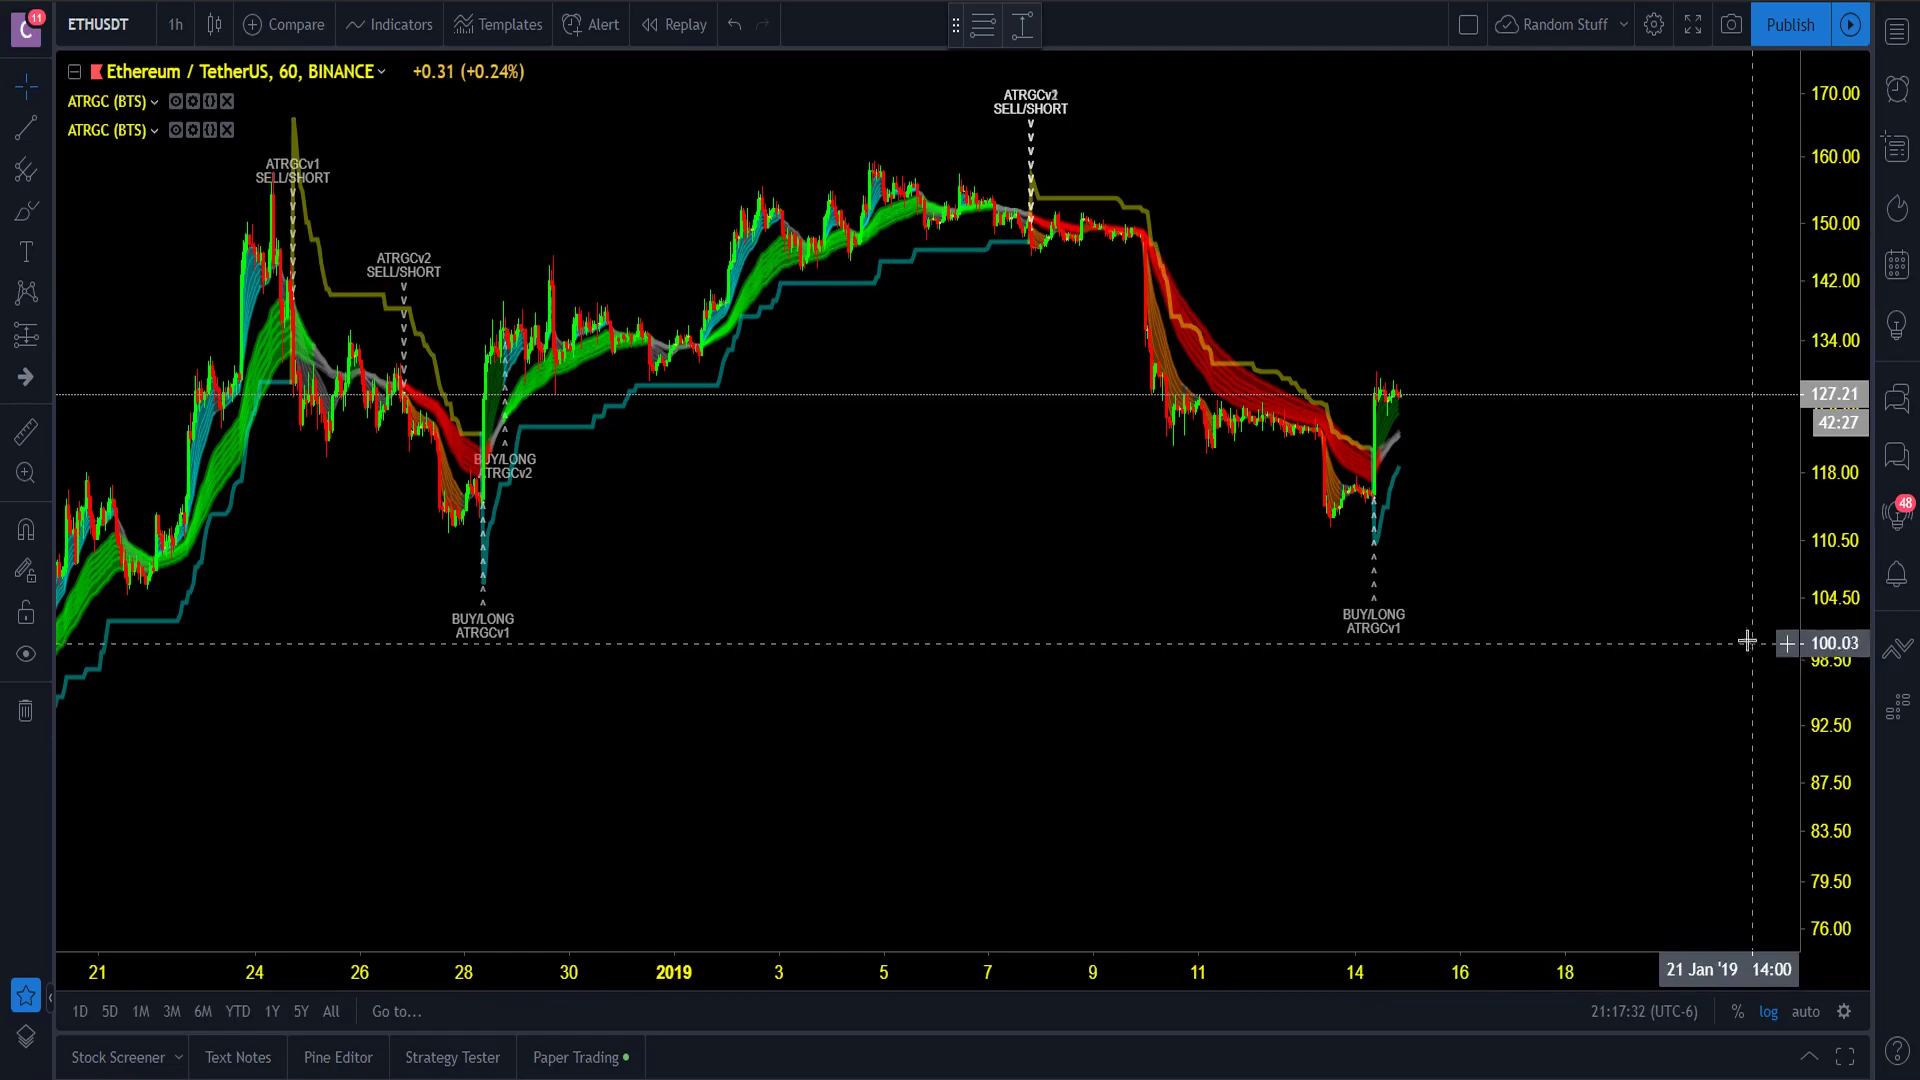 C 11
ETHUSDT 1h Compare Indicators Templates Alert Replay Random Stuff Publish
Ethereum / TetherUS, 60, BINANCE +0.31 (+0.24%)
ATRGC (BTS)
ATRGC (BTS)
ATRGCv1
SELL/SHORT
ATRGCv2
SELL/SHORT
ATRGCv2
SELL/SHORT
BUY/LONG
ATRGCv2
BUY/LONG
ATRGCv1
BUY/LONG
ATRGCv1
170.00
160.00
150.00
142.00
134.00
127.21
42:27
118.00
110.50
104.50
100.03
98.50
92.50
87.50
83.50
79.50
76.00
48
21 24 26 28 30 2019 3 5 7 9 11 14 16 18 21 Jan '19 14:00
1D 5D 1M 3M 6M YTD 1Y 5Y All Go to... 21:17:32 (UTC-6) % log auto
Stock Screener Text Notes Pine Editor Strategy Tester Paper Trading